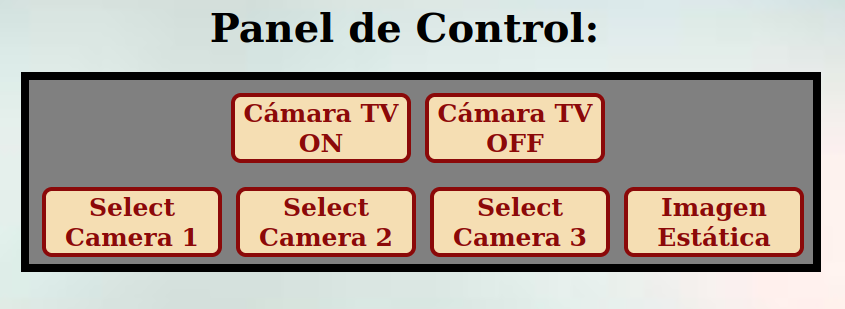 Panel de Control:
Cámara TV
ON
Cámara TV
OFF
Select
Camera 1
Select
Camera 2
Select
Camera 3
Imagen
Estática